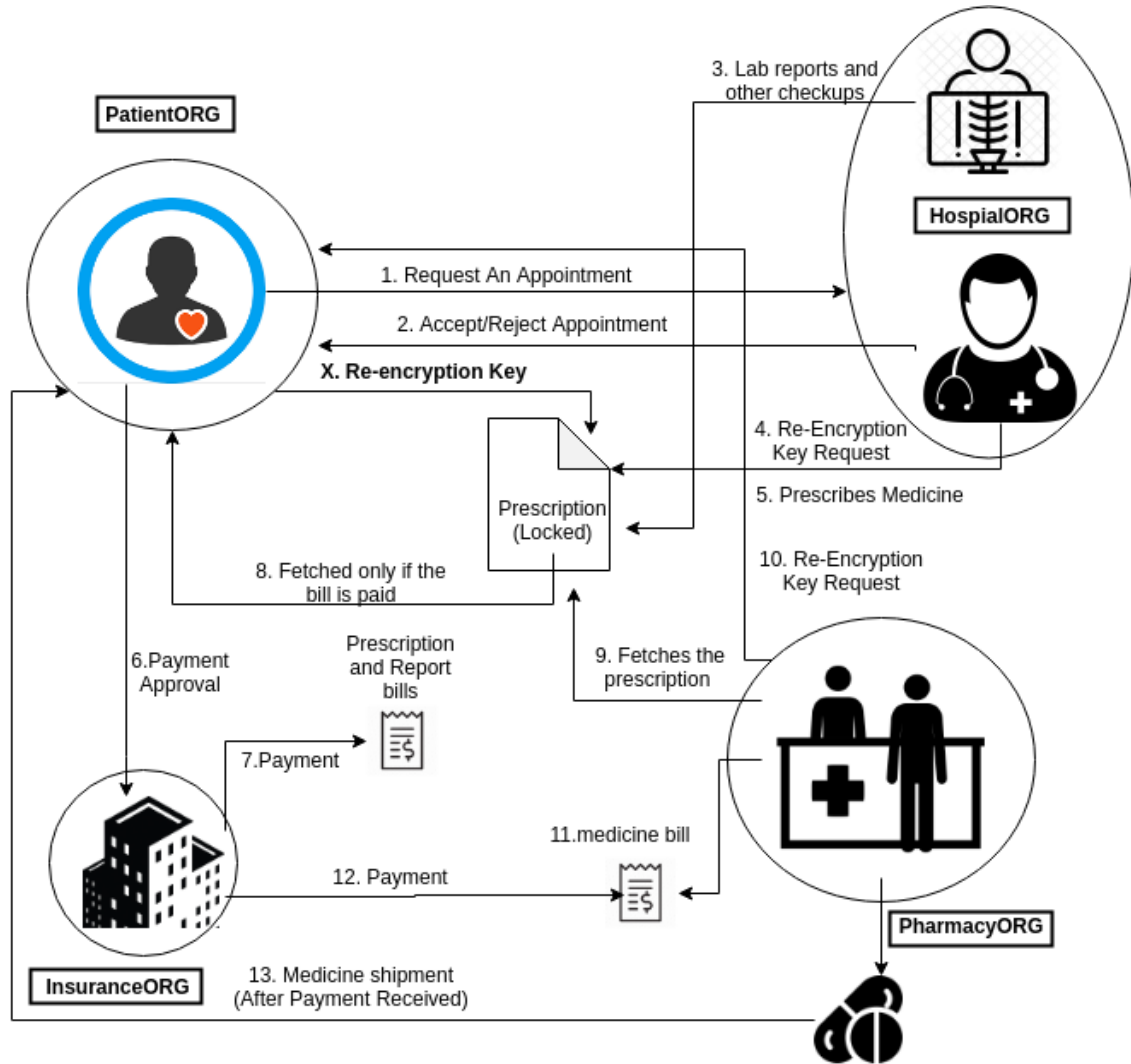 3. Lab reports and
other checkups
PatientORG
HospialORG
1. Request An Appointment
2. Accept/Reject Appointment
X. Re-encryption Key
4. Re-Encryption
Key Request
5. Prescribes Medicine
Prescription
(Locked)
10. Re-Encryption
Key Request
8. Fetched only if the
bill is paid
Prescription
and Report
bills
9. Fetches the
prescription
6.Payment
Approval
7.Payment
11.medicine bill
12. Payment
PharmacyORG
InsuranceORG
13. Medicine shipment
(After Payment Received)